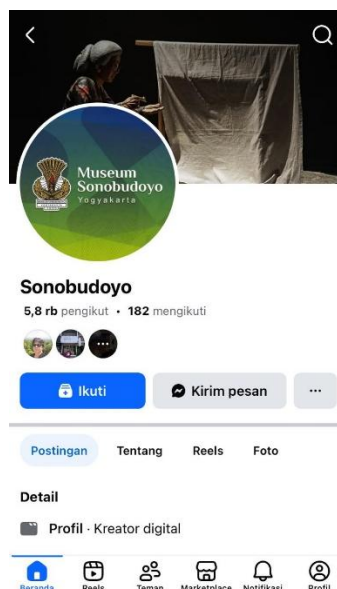 Museum
Sonobudoyo
Yogyakarta
Sonobudoyo
5,8 rb pengikut • 182 mengikuti
Ikuti
Kirim pesan
Postingan Tentang Reels Foto
Detail
Profil · Kreator digital
Beranda Reels Teman Marketplace Notifikasi Profil